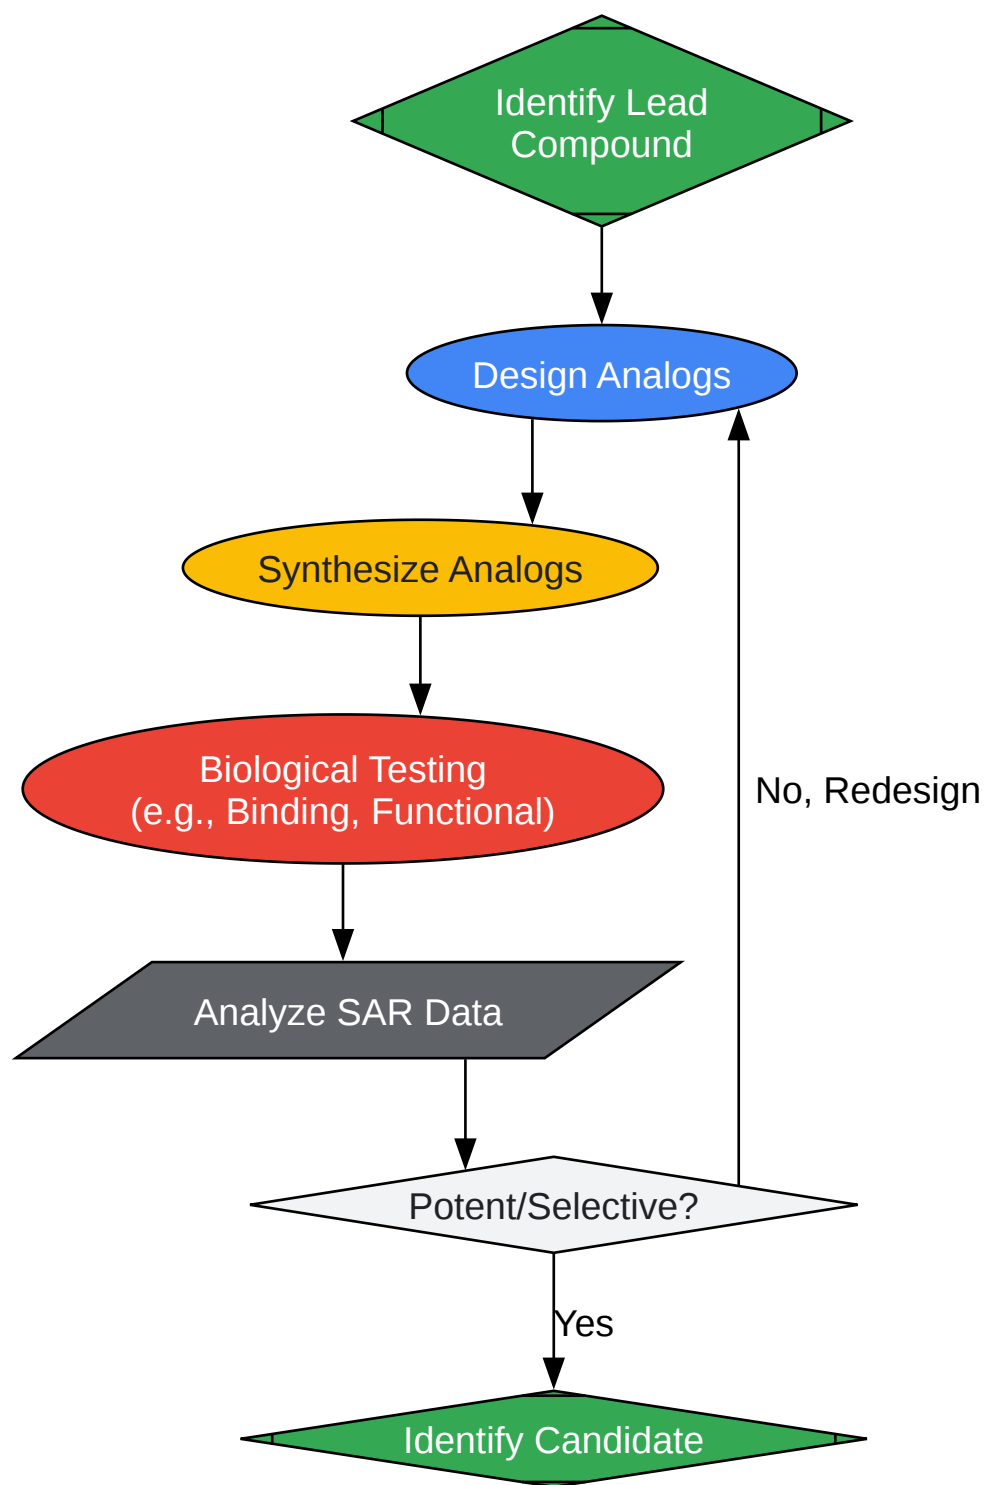 Identify Lead
Compound
Design Analogs
Synthesize Analogs
Biological Testing
(e.g., Binding, Functional)
No, Redesign
Analyze SAR Data
Potent/Selective?
Yes
Identify Candidate